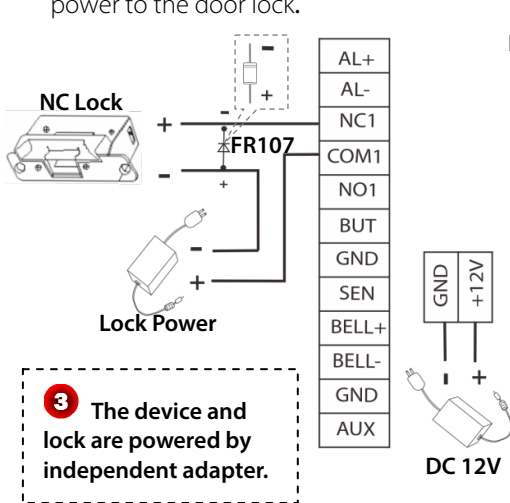 power to the door lock.
-
+
NC Lock
+
-
-
FR107
+
-
+
Lock Power
AL+
AL-
NC1
COM1
NO1
BUT
GND
SEN
BELL+
BELL-
GND
AUX
GND
+12V
-
+
DC 12V
3 The device and
lock are powered by
independent adapter.